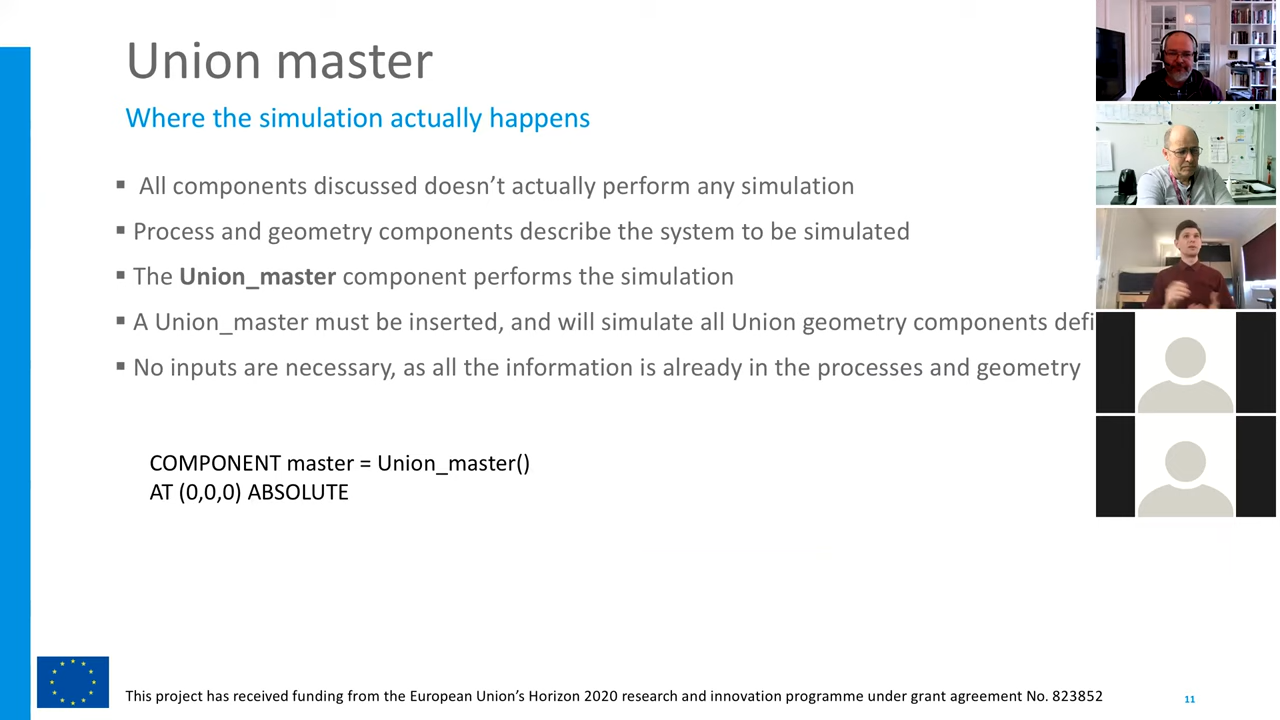 Union master
Where the simulation actually happens
▪ All components discussed doesn’t actually perform any simulation
▪ Process and geometry components describe the system to be simulated
▪ The Union_master component performs the simulation
▪ A Union_master must be inserted, and will simulate all Union geometry components defi
▪ No inputs are necessary, as all the information is already in the processes and geometry
COMPONENT master = Union_master()
AT (0,0,0) ABSOLUTE
This project has received funding from the European Union’s Horizon 2020 research and innovation programme under grant agreement No. 823852
11